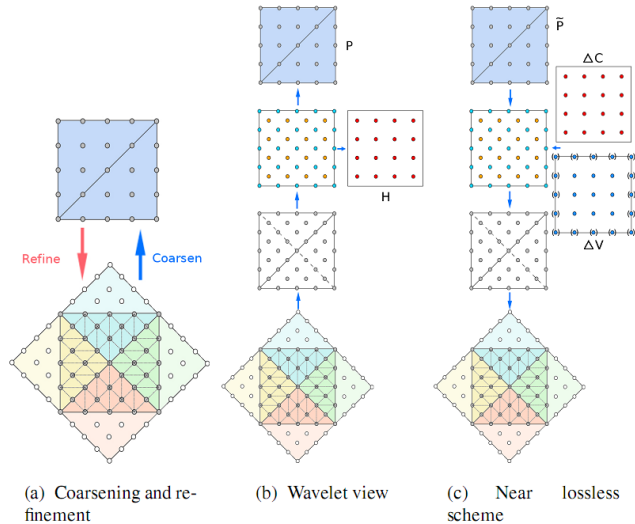 P
P̃
ΔC
H
ΔV
Refine
Coarsen
(a) Coarsening and re-
finement
(b) Wavelet view
(c) Near lossless
scheme